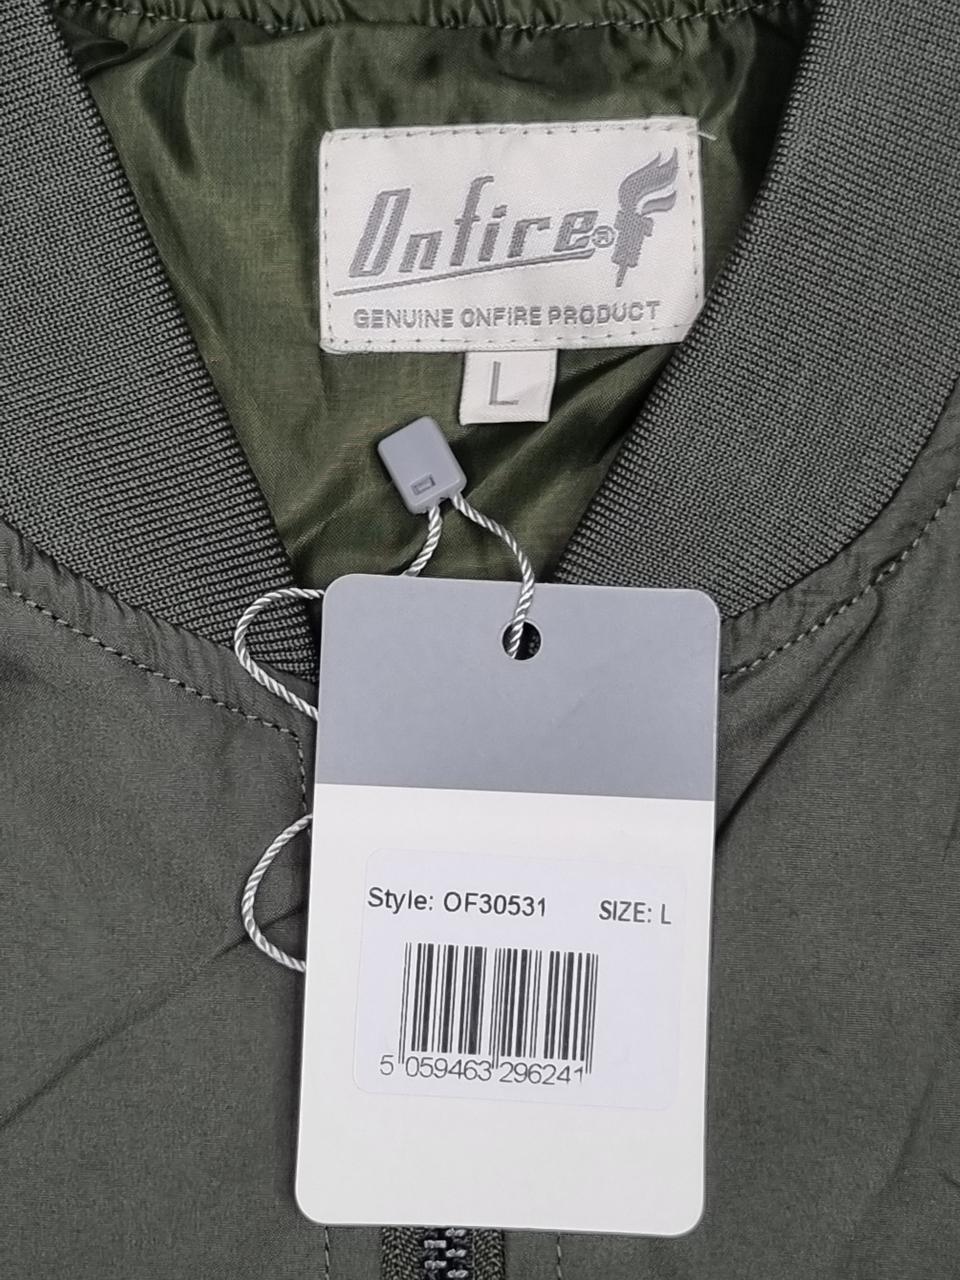 Onfire®
GENUINE ONFIRE PRODUCT
L
Style: OF30531 SIZE: L
5 059463 296241